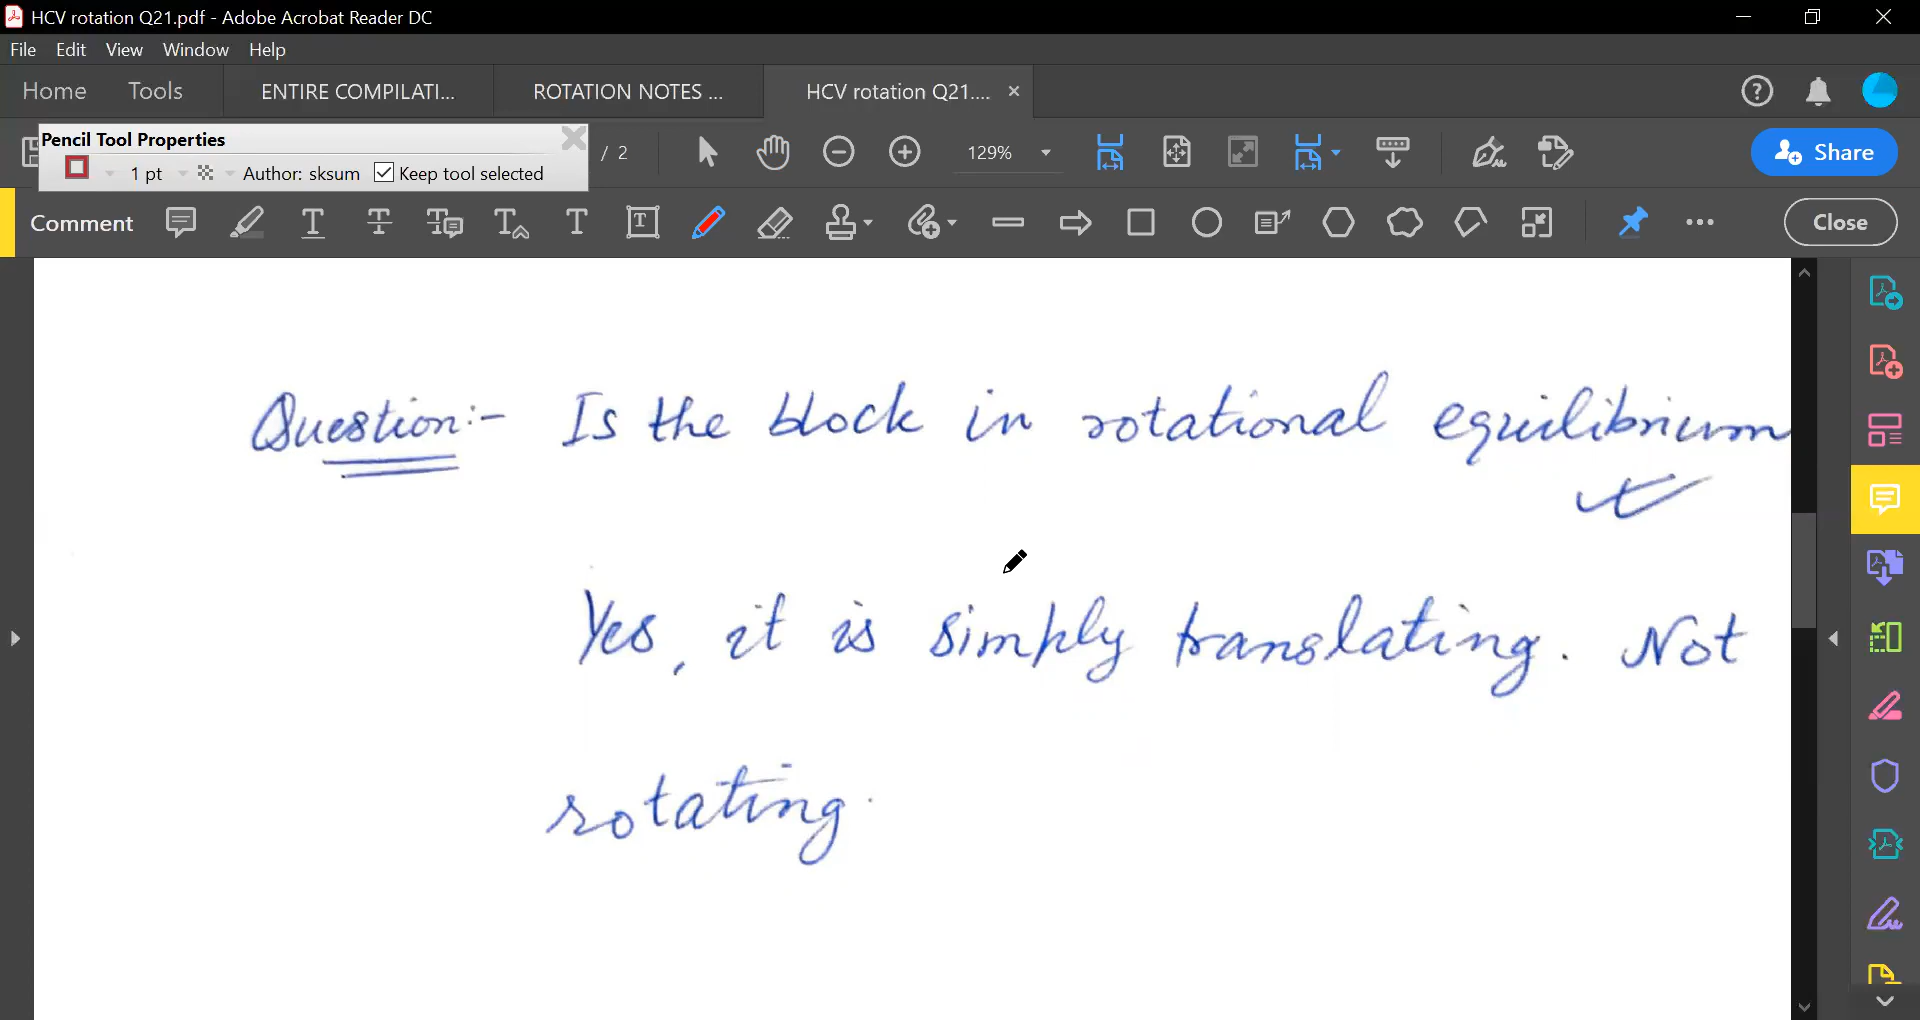 HCV rotation Q21.pdf - Adobe Acrobat Reader DC
File Edit View Window Help
Home Tools ENTIRE COMPILATI... ROTATION NOTES ... HCV rotation Q21....
Pencil Tool Properties
1 pt Author: sksum Keep tool selected
/ 2 129% Share
Comment Close
Question:- Is the block in rotational equilibrium
Yes, it is simply translating. Not
rotating.